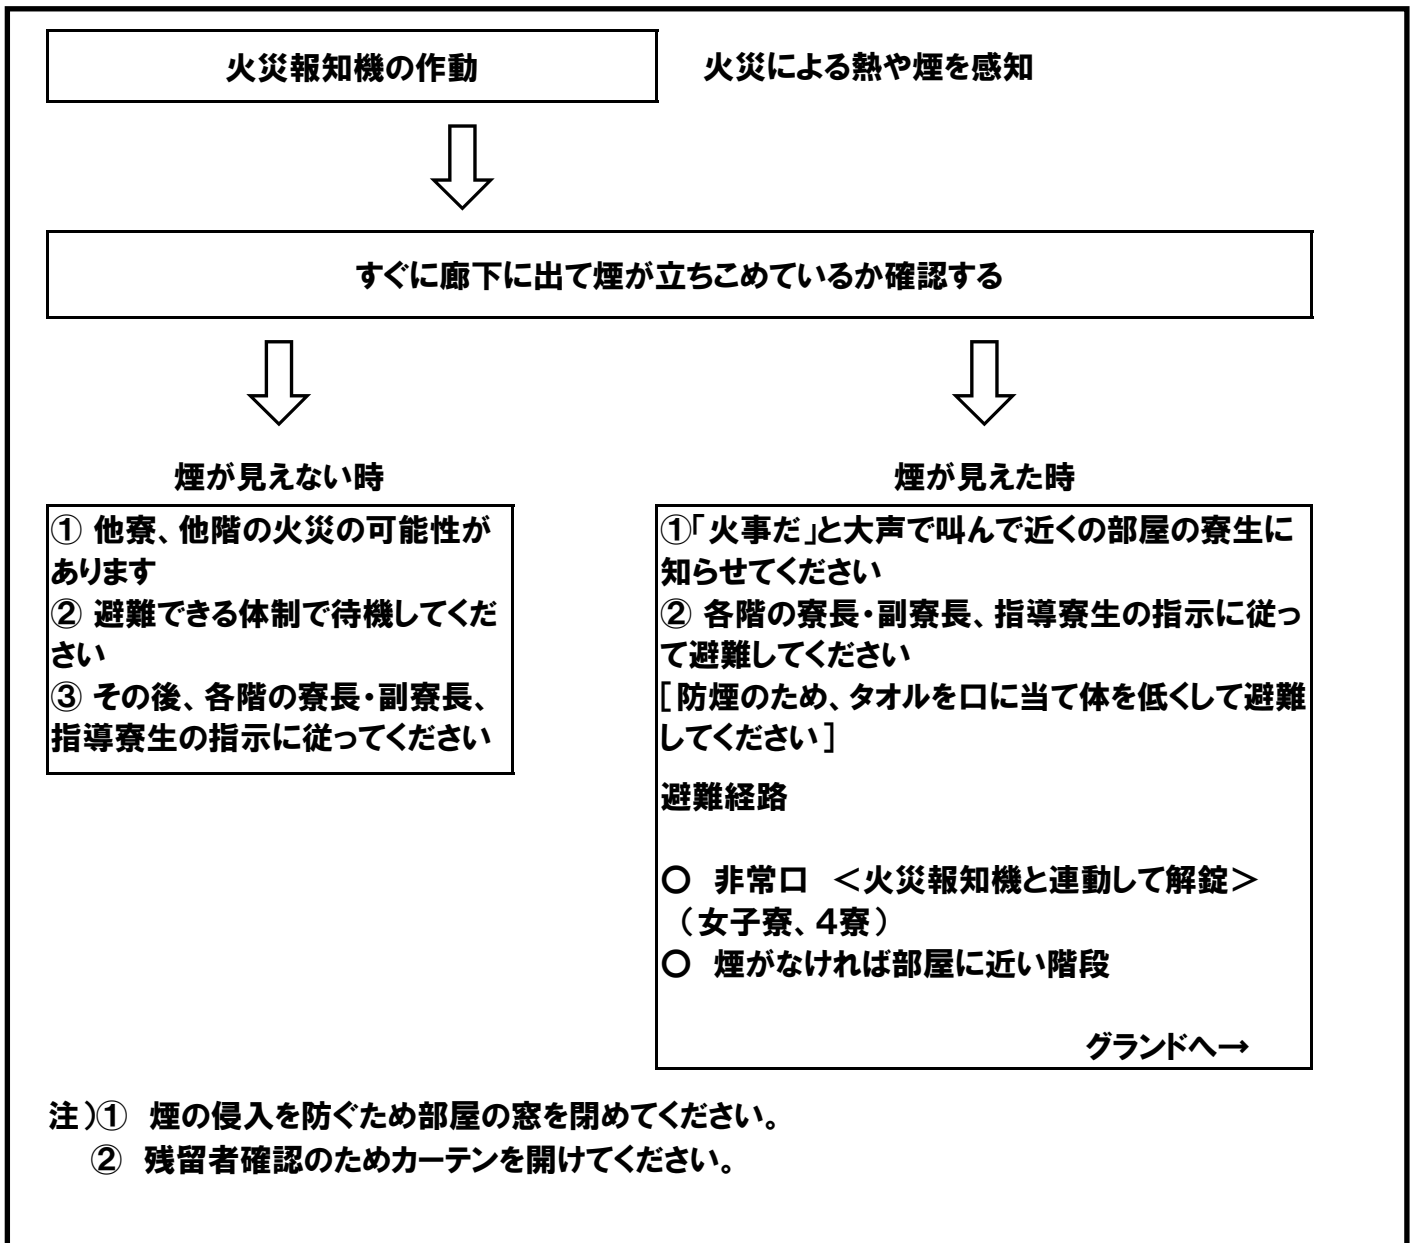 火災報知機の作動
火災による熱や煙を感知
すぐに廊下に出て煙が立ちこめているか確認する
煙が見えない時
① 他寮、他階の火災の可能性が
あります
② 避難できる体制で待機してくだ
さい
③ その後、各階の寮長・副寮長、
指導寮生の指示に従ってください
煙が見えた時
①「火事だ」と大声で叫んで近くの部屋の寮生に
知らせてください
② 各階の寮長・副寮長、指導寮生の指示に従っ
て避難してください
[防煙のため、タオルを口に当て体を低くして避難
してください]
避難経路
○ 非常口 <火災報知機と連動して解錠>
(女子寮、4寮)
○ 煙がなければ部屋に近い階段
グランドへ→
注)① 煙の侵入を防ぐため部屋の窓を閉めてください。
② 残留者確認のためカーテンを開けてください。